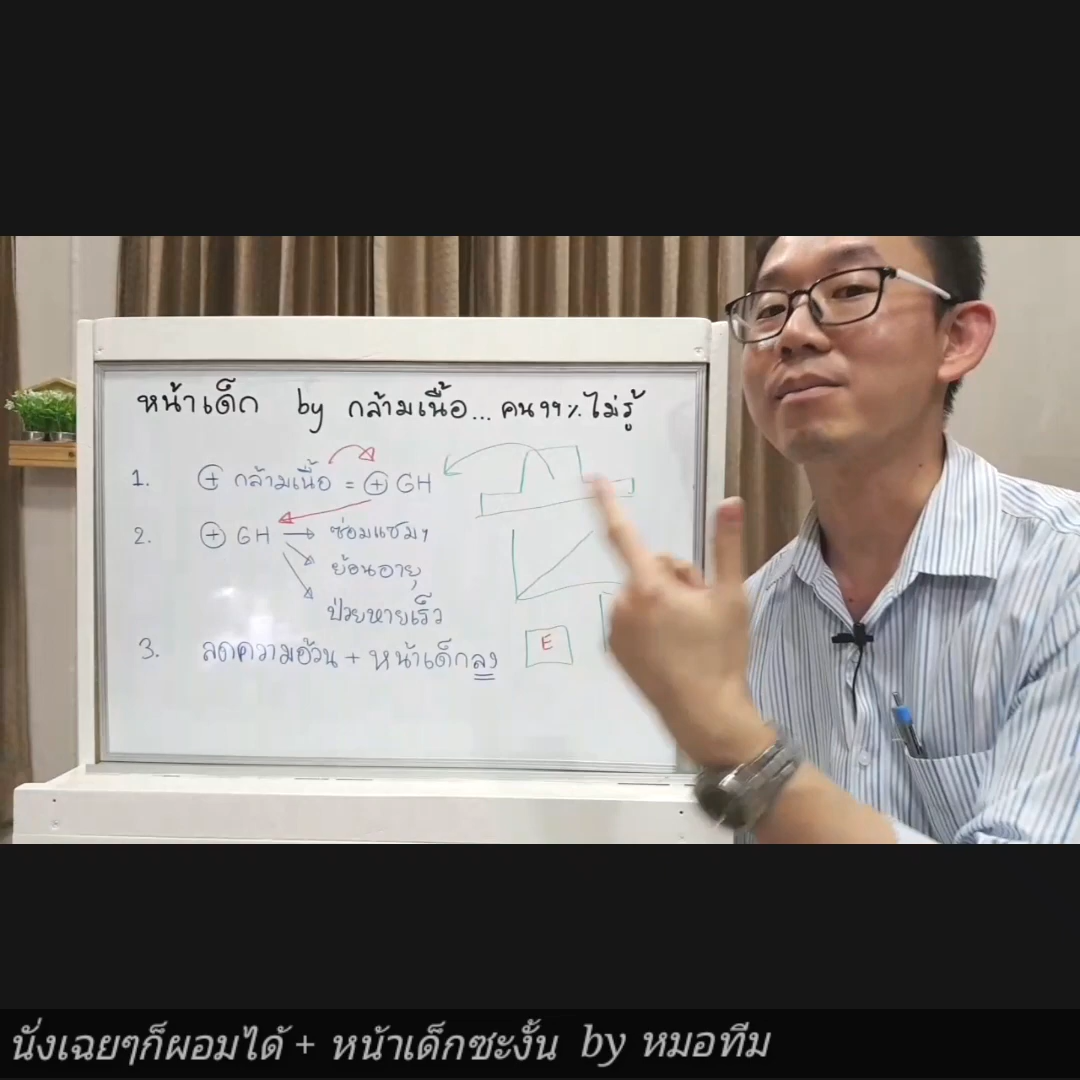 หน้าเด็ก by กล้ามเนื้อ... คน 99% ไม่รู้
1. ⊕ กล้ามเนื้อ = ⊕ GH
2. ⊕ GH → ซ่อมแซมฯ
→ ย้อนอายุ
→ ป่วยหายเร็ว
3. ลดความอ้วน + หน้าเด็กลง
E
นั่งเฉยๆก็ผอมได้ + หน้าเด็กซะงั้น by หมอทีม